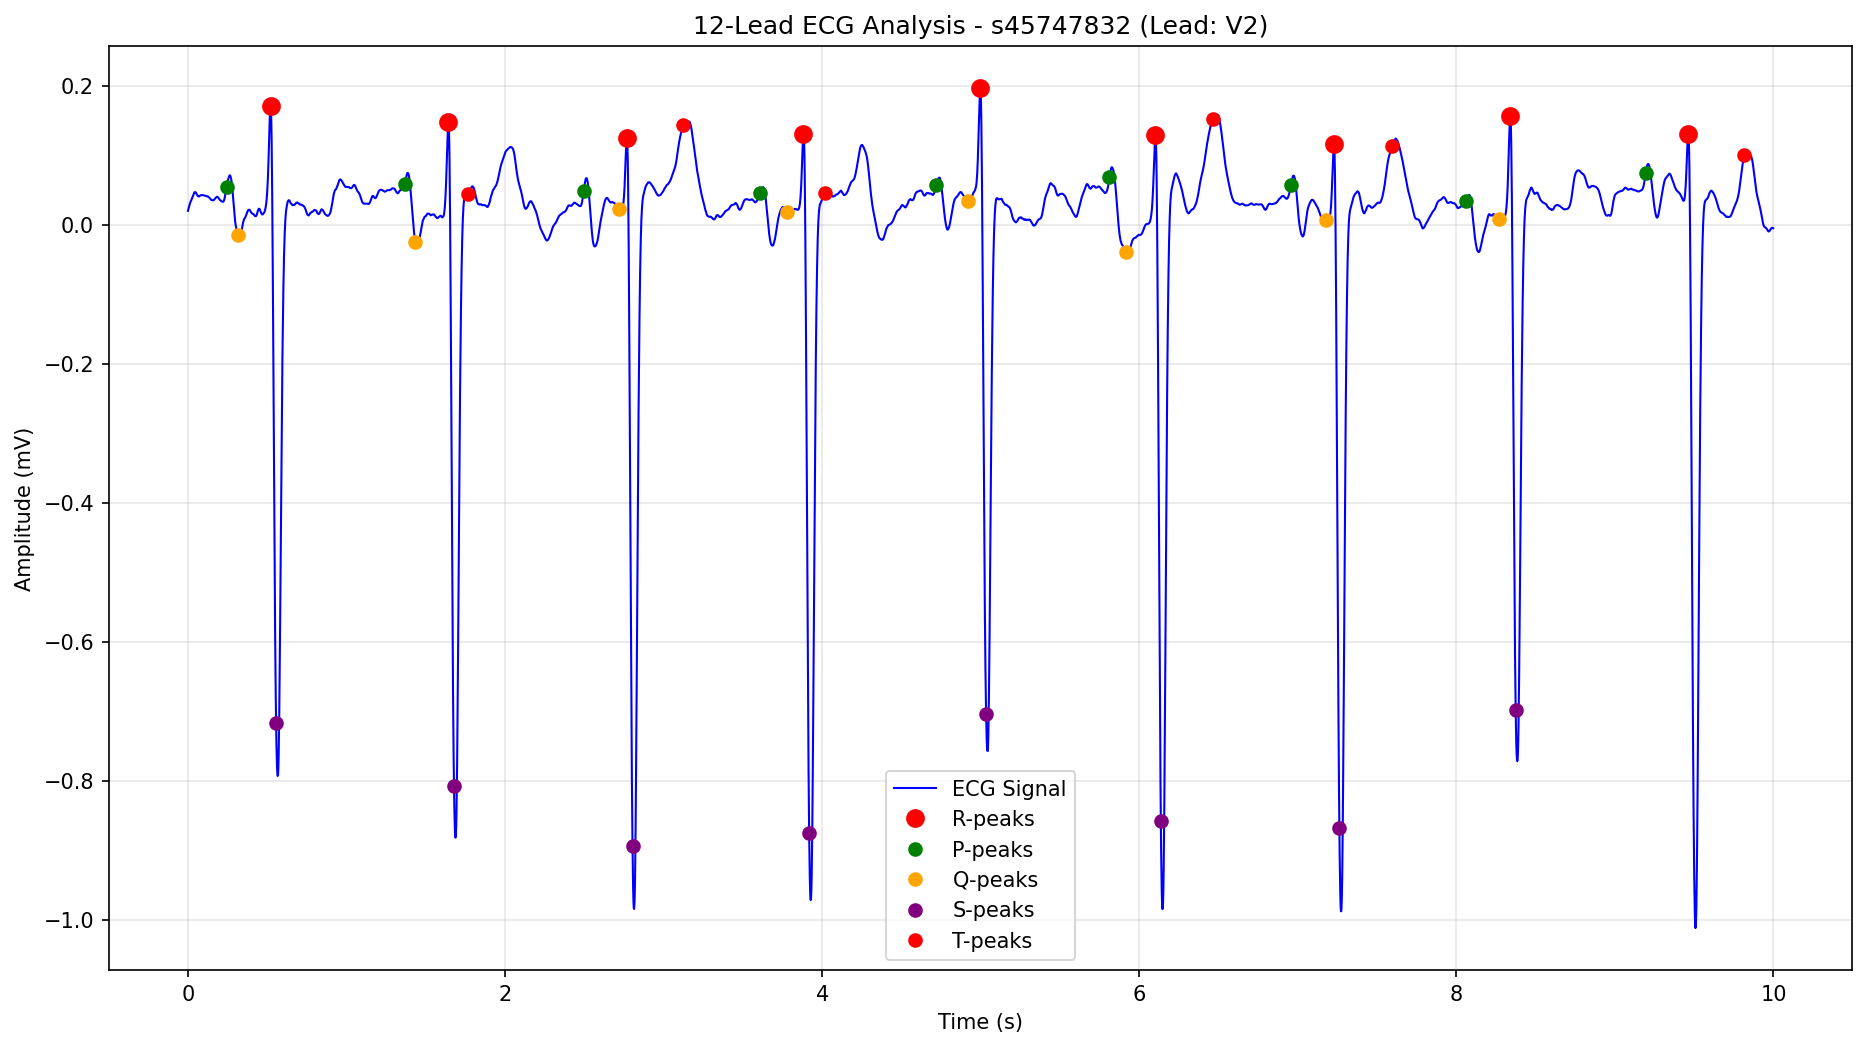 12-Lead ECG Analysis - s45747832 (Lead: V2)
Amplitude (mV)
0.2
0.0
−0.2
−0.4
−0.6
−0.8
−1.0
ECG Signal
R-peaks
P-peaks
Q-peaks
S-peaks
T-peaks
0 2 4 6 8 10
Time (s)